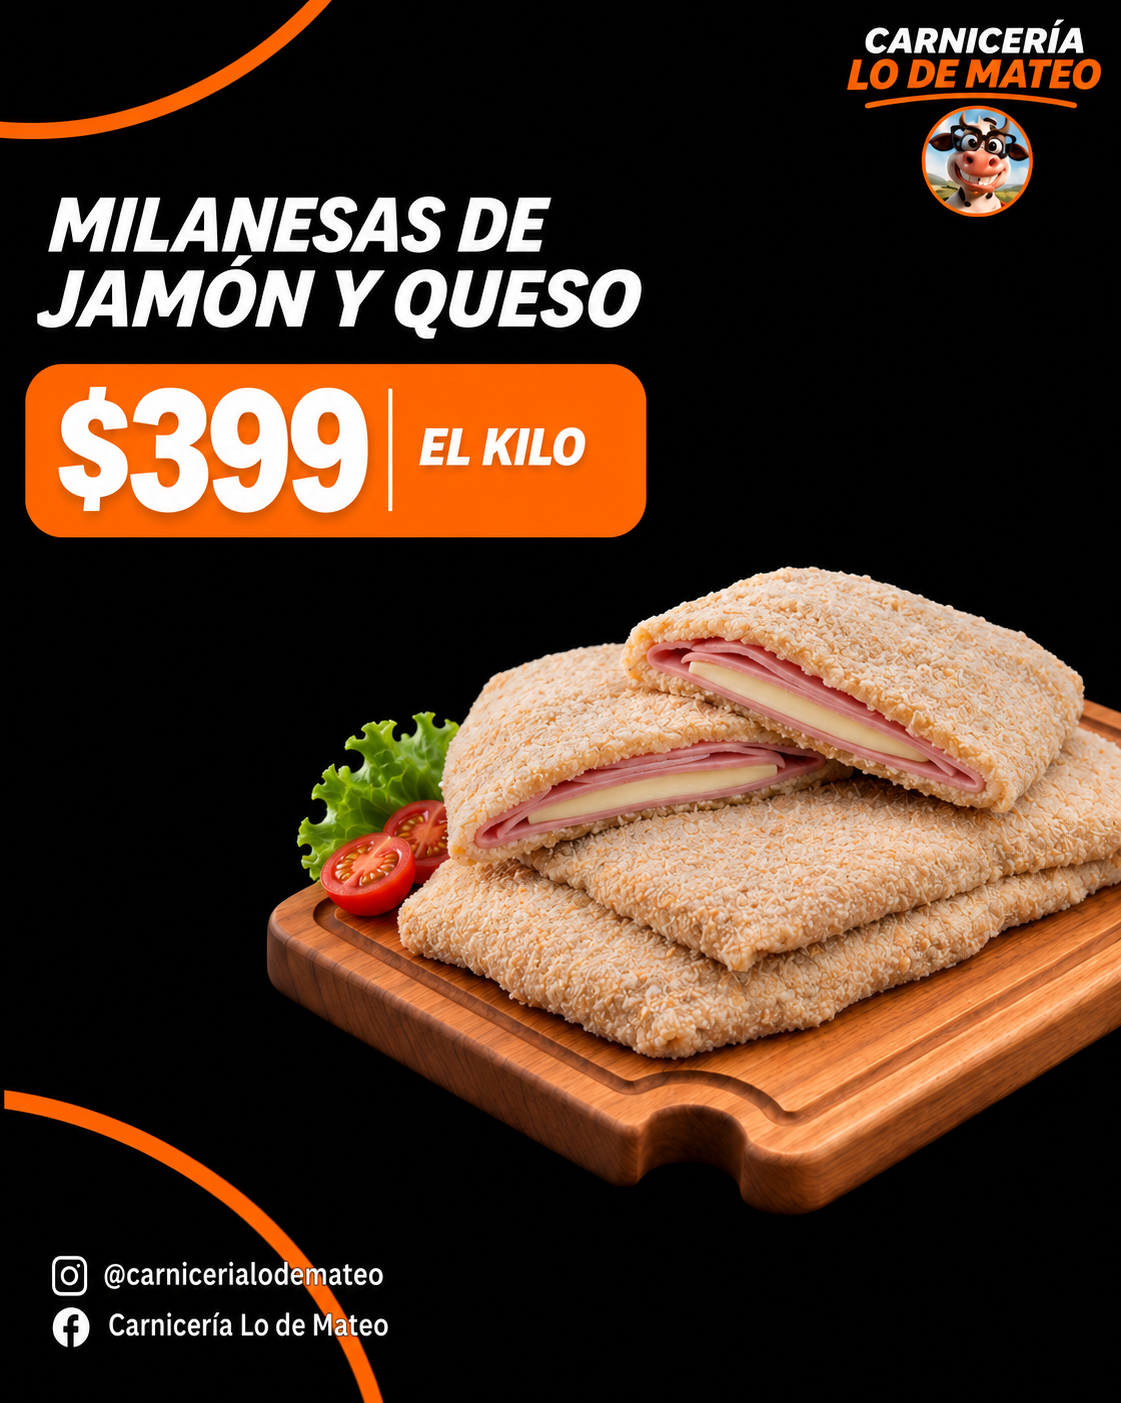 CARNICERÍA
LO DE MATEO
MILANESAS DE
JAMÓN Y QUESO
$399 EL KILO
@carnicerialodemateo
Carnicería Lo de Mateo